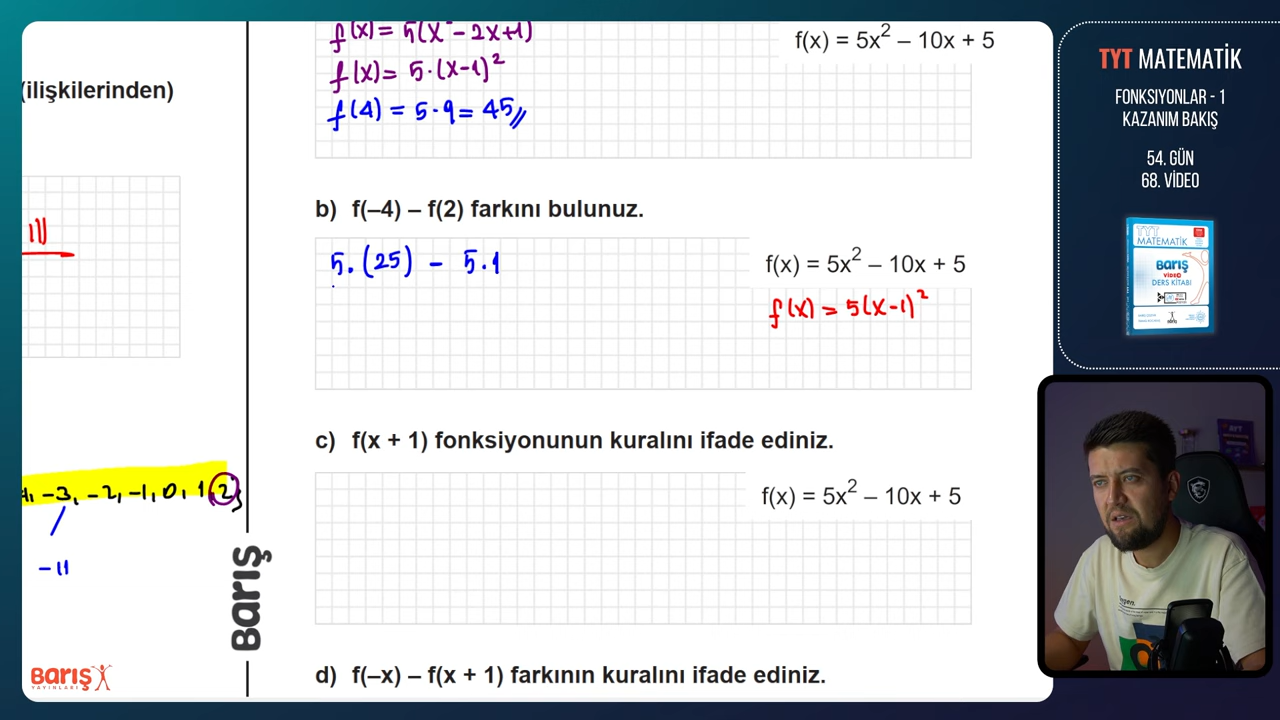 (ilişkilerinden)
-3, -2, -1, 0, 1, 2}
-11
BARIŞ
BARIŞ
YAYINLARI
f(x) = 5(x² - 2x+1)
f(x) = 5·(x-1)²
f(4) = 5·9 = 45//
f(x) = 5x² – 10x + 5
b) f(–4) – f(2) farkını bulunuz.
5.(25) - 5.1
f(x) = 5x² – 10x + 5
f(x) = 5(x-1)²
c) f(x + 1) fonksiyonunun kuralını ifade ediniz.
f(x) = 5x² – 10x + 5
d) f(–x) – f(x + 1) farkının kuralını ifade ediniz.
TYT MATEMATİK
FONKSIYONLAR - 1
KAZANIM BAKIŞ
54. GÜN
68. VİDEO
TYT
MATEMATİK
BARIŞ
VİDEO
DERS KİTABI